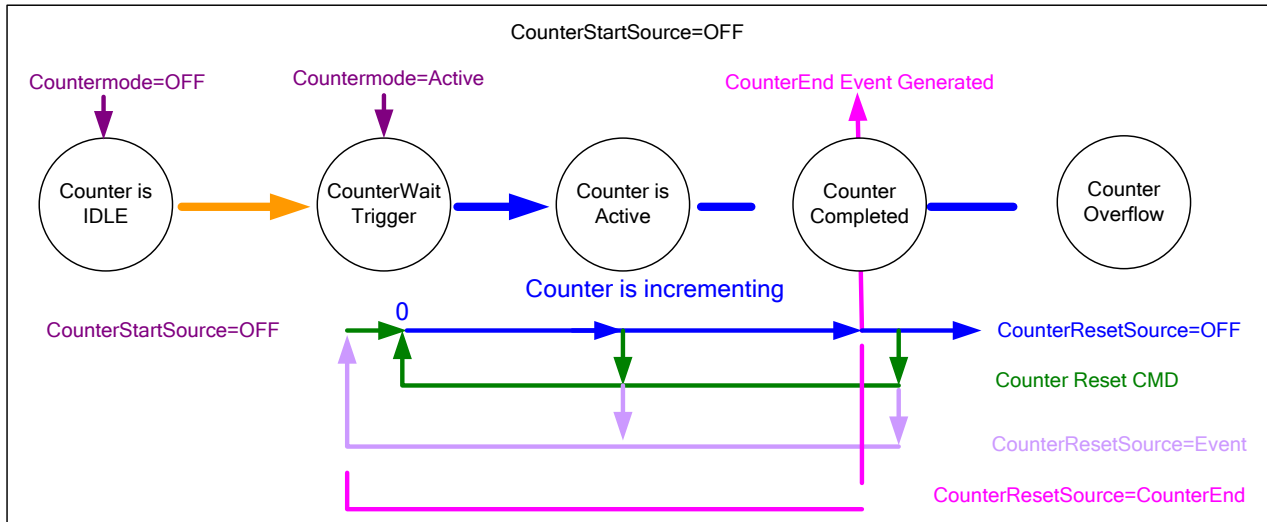 CounterStartSource=OFF
Countermode=OFF
Countermode=Active
CounterEnd Event Generated
Counter is
IDLE
CounterWait
Trigger
Counter is
Active
Counter
Completed
Counter
Overflow
Counter is incrementing
0
CounterStartSource=OFF
CounterResetSource=OFF
Counter Reset CMD
CounterResetSource=Event
CounterResetSource=CounterEnd